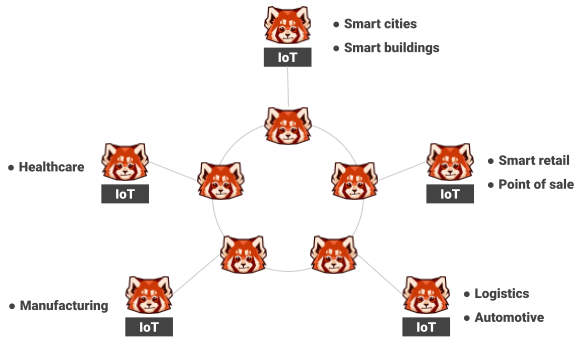 ● Smart cities
● Smart buildings
IoT
● Healthcare
IoT
● Smart retail
● Point of sale
IoT
● Manufacturing
IoT
● Logistics
● Automotive
IoT